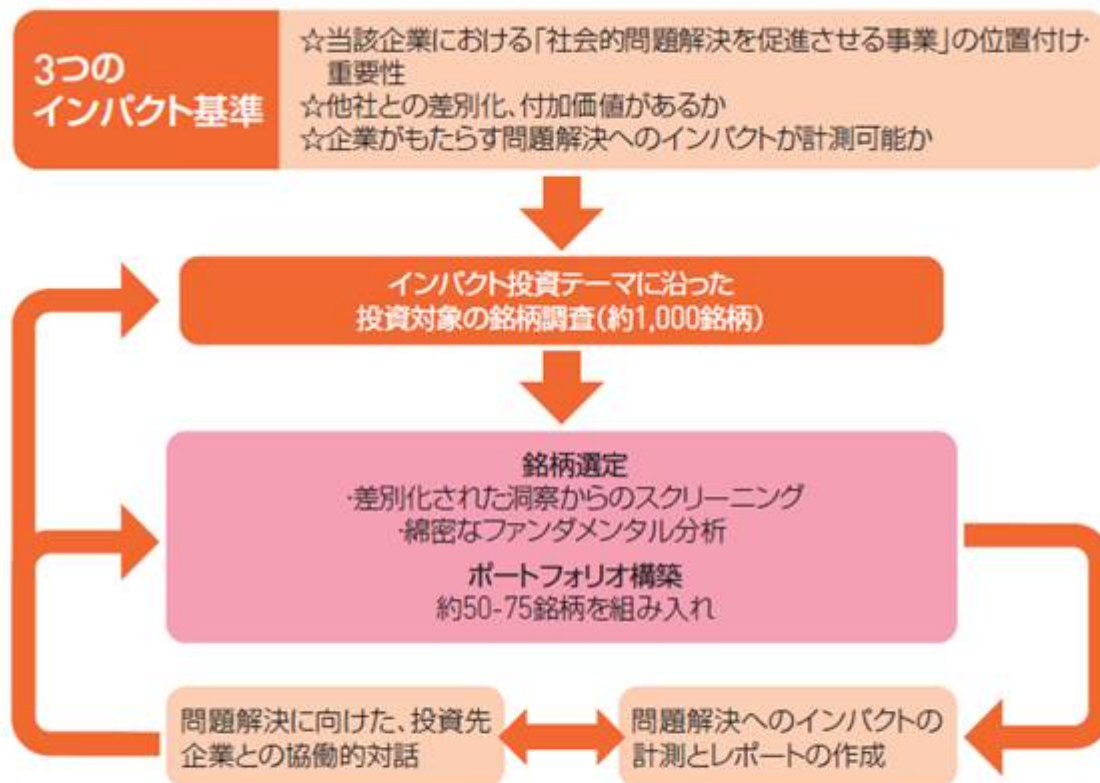 3つの
インパクト基準
☆当該企業における「社会的問題解決を促進させる事業」の位置付け・
重要性
☆他社との差別化、付加価値があるか
☆企業がもたらす問題解決へのインパクトが計測可能か
インパクト投資テーマに沿った
投資対象の銘柄調査(約1,000銘柄)
銘柄選定
・差別化された洞察からのスクリーニング
・綿密なファンダメンタル分析
ポートフォリオ構築
約50-75銘柄を組み入れ
問題解決に向けた、投資先
企業との協働的対話
問題解決へのインパクトの
計測とレポートの作成